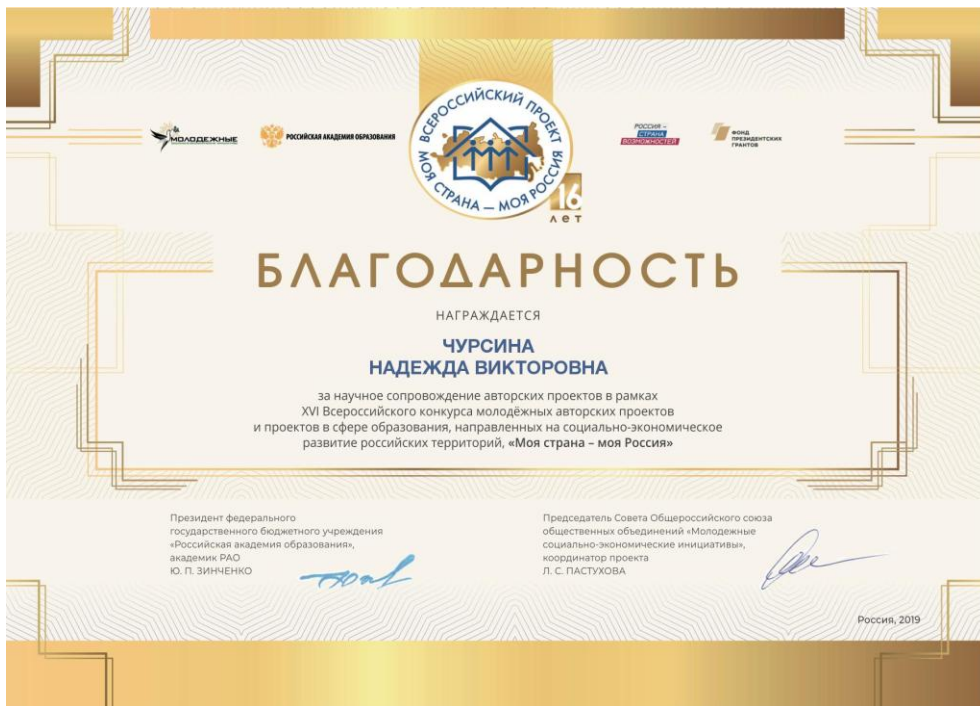 МОЛОДЕЖНЫЕ
РОССИЙСКАЯ АКАДЕМИЯ ОБРАЗОВАНИЯ
ВСЕРОССИЙСКИЙ ПРОЕКТ
МОЯ СТРАНА — МОЯ РОССИЯ
16
лет
РОССИЯ –
СТРАНА
ВОЗМОЖНОСТЕЙ
ФОНД
ПРЕЗИДЕНТСКИХ
ГРАНТОВ
БЛАГОДАРНОСТЬ
НАГРАЖДАЕТСЯ
ЧУРСИНА
НАДЕЖДА ВИКТОРОВНА
за научное сопровождение авторских проектов в рамках
XVI Всероссийского конкурса молодёжных авторских проектов
и проектов в сфере образования, направленных на социально-экономическое
развитие российских территорий, «Моя страна – моя Россия»
Президент федерального
государственного бюджетного учреждения
«Российская академия образования»,
академик РАО
Ю. П. ЗИНЧЕНКО
Председатель Совета Общероссийского союза
общественных объединений «Молодежные
социально-экономические инициативы»,
координатор проекта
Л. С. ПАСТУХОВА
Россия, 2019